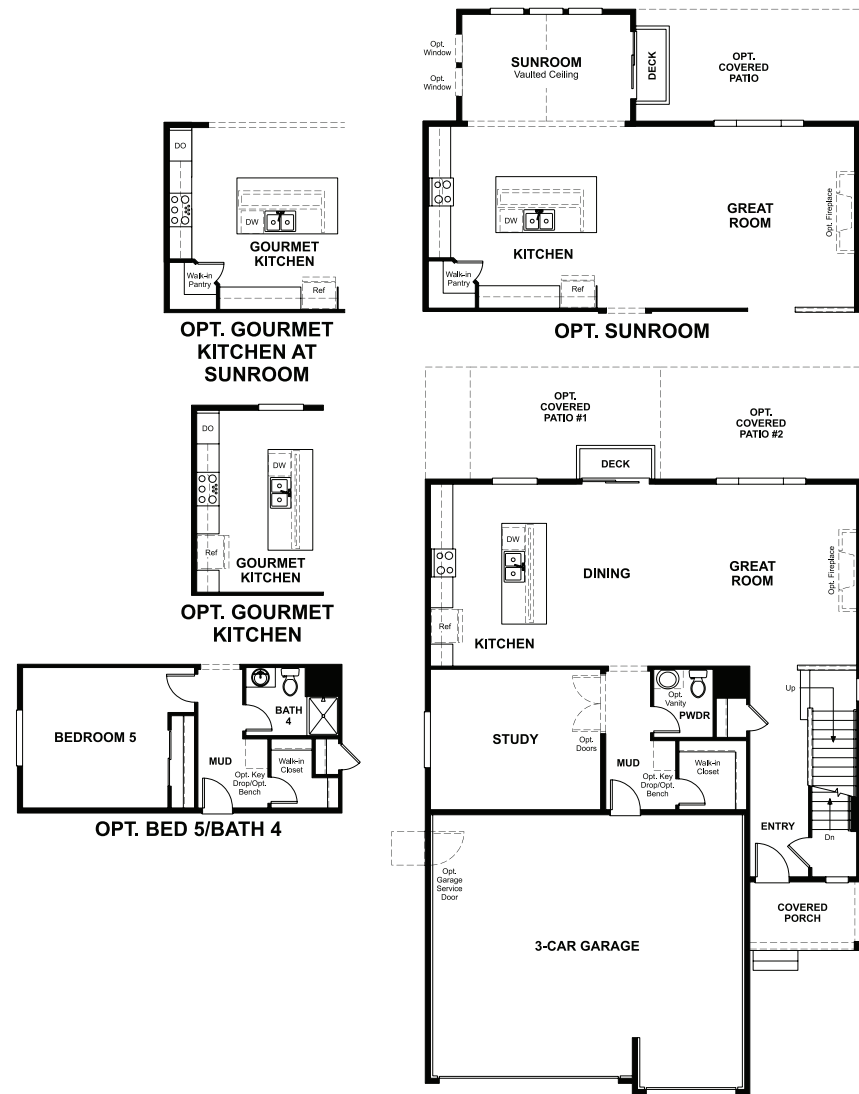 Opt.
Window
Opt.
Window
SUNROOM
Vaulted Ceiling
DECK
OPT.
COVERED
PATIO
KITCHEN
DW
Walk-in
Pantry
Ref
GREAT
ROOM
Opt. Fireplace
OPT. SUNROOM
DO
DW
GOURMET
KITCHEN
Walk-in
Pantry
Ref
OPT. GOURMET
KITCHEN AT
SUNROOM
DO
DW
Ref
GOURMET
KITCHEN
OPT. GOURMET
KITCHEN
OPT.
COVERED
PATIO #1
OPT.
COVERED
PATIO #2
DECK
DW
Ref
KITCHEN
DINING
GREAT
ROOM
Opt. Fireplace
STUDY
Opt.
Doors
MUD
Opt.
Vanity
PWDR
Opt. Key
Drop/Opt.
Bench
Walk-in
Closet
Up
Dn
ENTRY
Opt.
Garage
Service
Door
3-CAR GARAGE
COVERED
PORCH
BEDROOM 5
BATH
4
MUD
Opt. Key
Drop/Opt.
Bench
Walk-in
Closet
OPT. BED 5/BATH 4